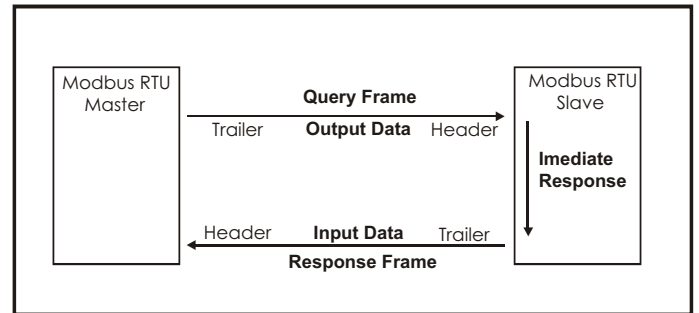 Modbus RTU
Master
Query Frame
Trailer Output Data Header
Modbus RTU
Slave
Imediate
Response
Header Input Data Trailer
Response Frame